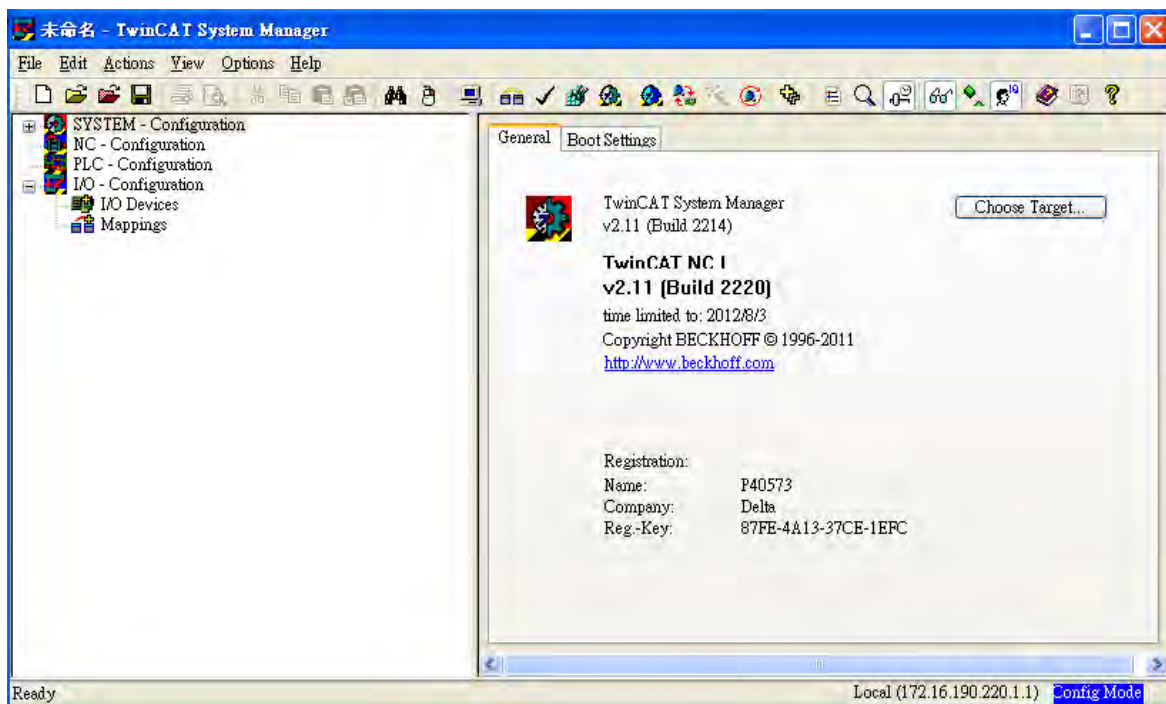 未命名 - TwinCAT System Manager
File Edit Actions View Options Help
SYSTEM - Configuration
NC - Configuration
PLC - Configuration
I/O - Configuration
I/O Devices
Mappings
General Boot Settings
TwinCAT System Manager
v2.11 (Build 2214)
Choose Target...
TwinCAT NC I
v2.11 (Build 2220)
time limited to: 2012/8/3
Copyright BECKHOFF © 1996-2011
http://www.beckhoff.com
Registration:
Name: P40573
Company: Delta
Reg.-Key: 87FE-4A13-37CE-1EFC
Ready Local (172.16.190.220.1.1) Config Mode